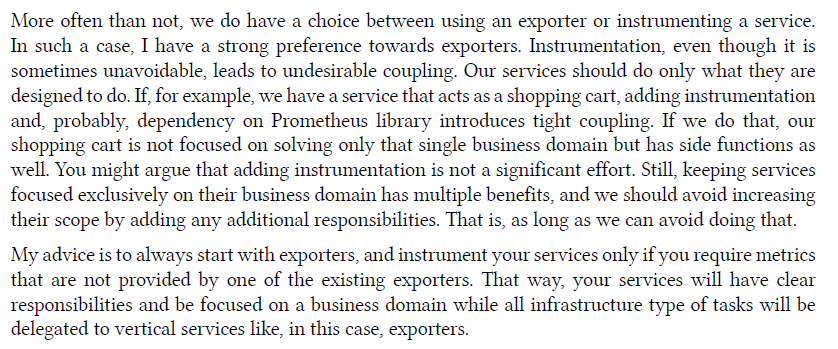 More often than not, we do have a choice between using an exporter or instrumenting a service.
In such a case, I have a strong preference towards exporters. Instrumentation, even though it is
sometimes unavoidable, leads to undesirable coupling. Our services should do only what they are
designed to do. If, for example, we have a service that acts as a shopping cart, adding instrumentation
and, probably, dependency on Prometheus library introduces tight coupling. If we do that, our
shopping cart is not focused on solving only that single business domain but has side functions as
well. You might argue that adding instrumentation is not a significant effort. Still, keeping services
focused exclusively on their business domain has multiple benefits, and we should avoid increasing
their scope by adding any additional responsibilities. That is, as long as we can avoid doing that.
My advice is to always start with exporters, and instrument your services only if you require metrics
that are not provided by one of the existing exporters. That way, your services will have clear
responsibilities and be focused on a business domain while all infrastructure type of tasks will be
delegated to vertical services like, in this case, exporters.